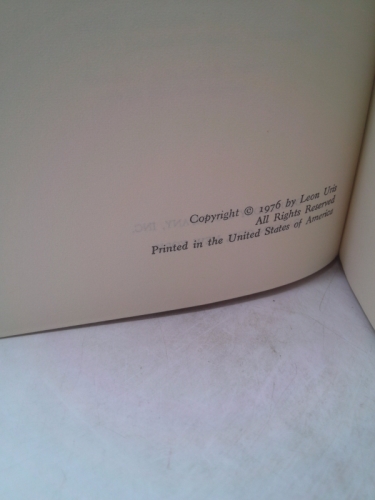 Copyright © 1976 by Leon Uris
All Rights Reserved
Printed in the United States of America